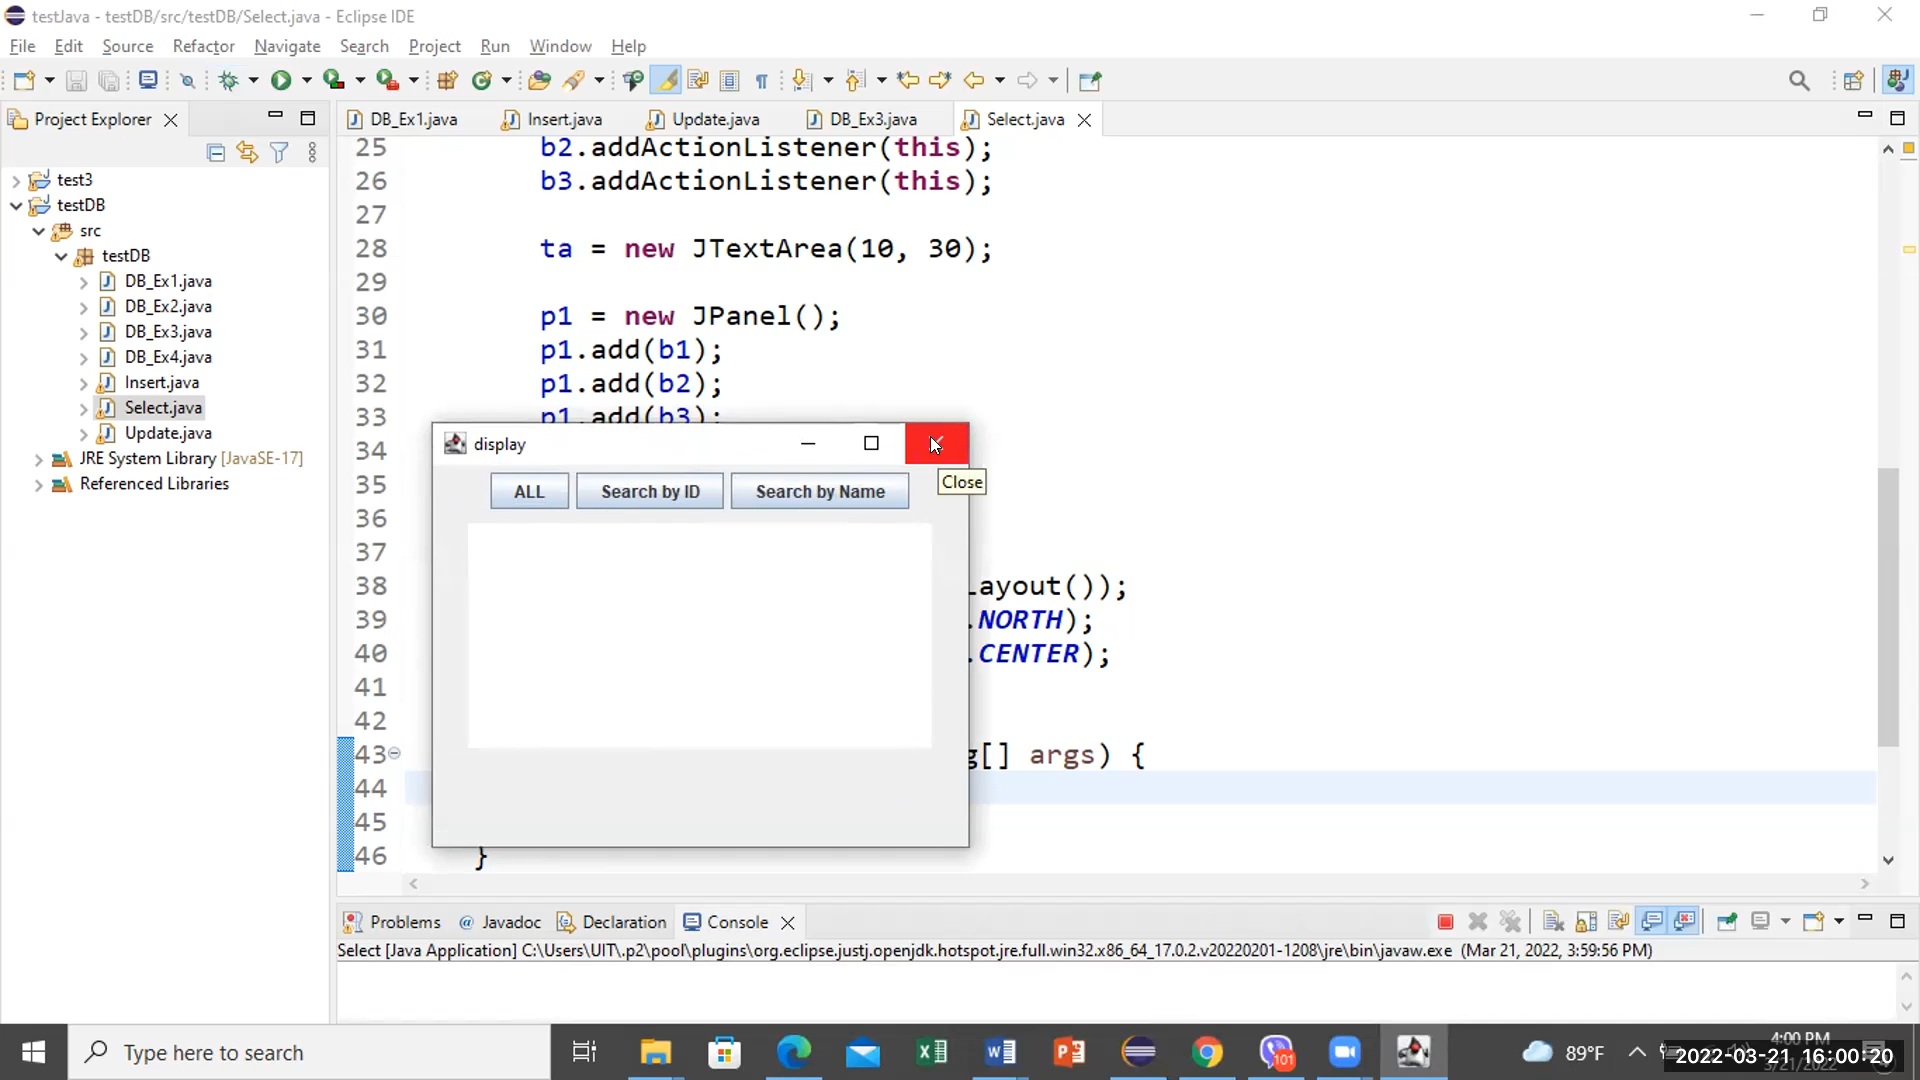 testJava - testDB/src/testDB/Select.java - Eclipse IDE
File Edit Source Refactor Navigate Search Project Run Window Help
Project Explorer
DB_Ex1.java Insert.java Update.java DB_Ex3.java Select.java
test3
testDB
src
testDB
DB_Ex1.java
DB_Ex2.java
DB_Ex3.java
DB_Ex4.java
Insert.java
Select.java
Update.java
JRE System Library [JavaSE-17]
Referenced Libraries
25 b2.addActionListener(this);
26 b3.addActionListener(this);
27
28 ta = new JTextArea(10, 30);
29
30 p1 = new JPanel();
31 p1.add(b1);
32 p1.add(b2);
33 p1.add(b3);
34
35
36
37
38 Layout());
39 .NORTH);
40 .CENTER);
41
42
43 g[] args) {
44
45
46 }
display
Close
ALL Search by ID Search by Name
Problems Javadoc Declaration Console
Select [Java Application] C:\Users\UIT\.p2\pool\plugins\org.eclipse.justj.openjdk.hotspot.jre.full.win32.x86_64_17.0.2.v20220201-1208\jre\bin\javaw.exe (Mar 21, 2022, 3:59:56 PM)
Type here to search
101
89°F
4:00 PM
3/21/2022
2022-03-21 16:00:20